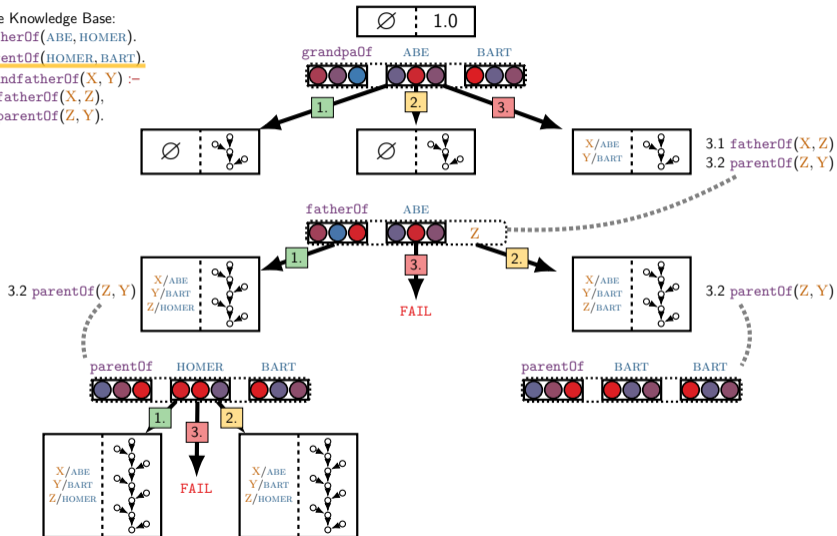 e Knowledge Base:
herOf(ABE, HOMER).
entOf(HOMER, BART).
ndfatherOf(X, Y) :–
fatherOf(X, Z),
parentOf(Z, Y).
∅ 1.0
grandpaOf ABE BART
1. 2. 3.
∅
∅
X/ABE
Y/BART
3.1 fatherOf(X, Z)
3.2 parentOf(Z, Y)
fatherOf ABE Z
1. 3. 2.
FAIL
3.2 parentOf(Z, Y)
X/ABE
Y/BART
Z/HOMER
X/ABE
Y/BART
Z/BART
3.2 parentOf(Z, Y)
parentOf HOMER BART
parentOf BART BART
1. 3. 2.
FAIL
X/ABE
Y/BART
Z/HOMER
X/ABE
Y/BART
Z/HOMER